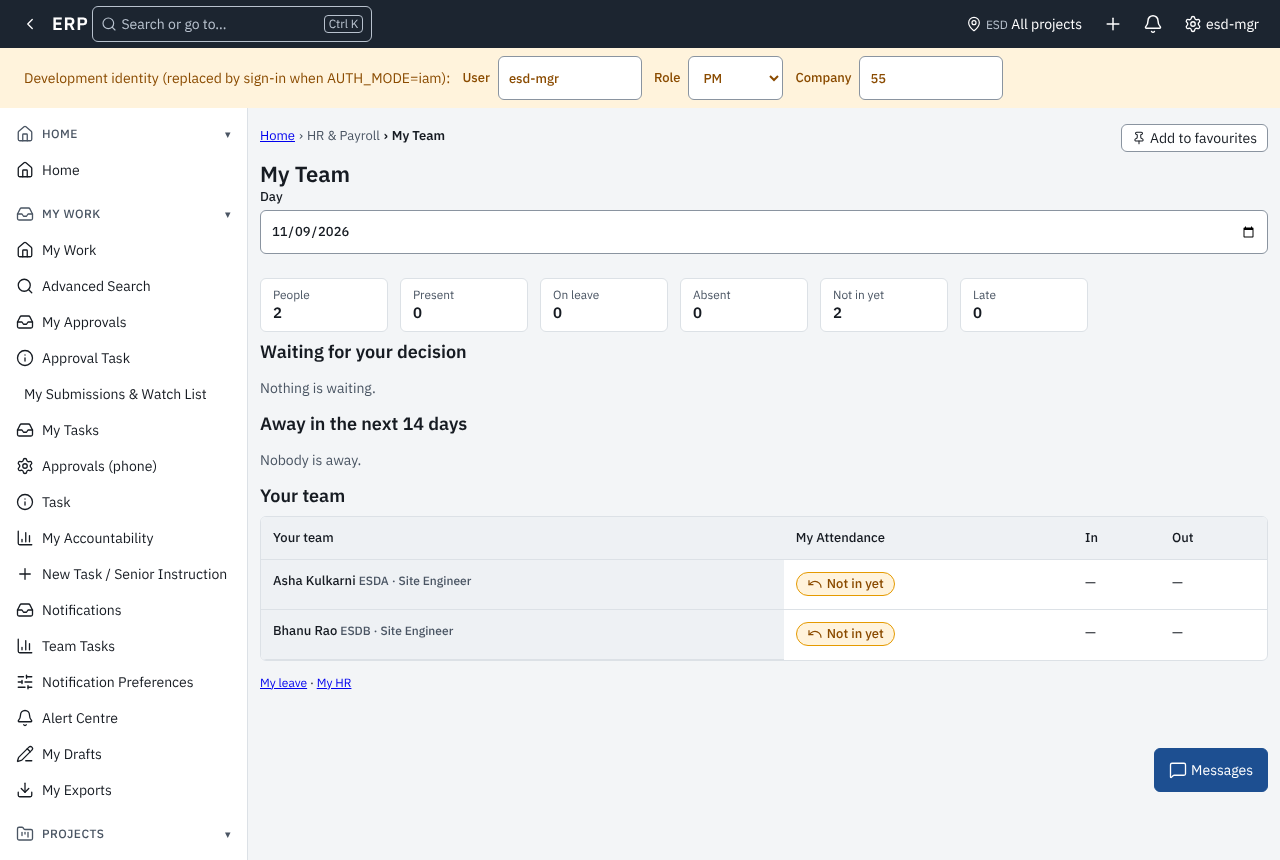 ERP
Search or go to...
Ctrl K
ESD All projects
esd-mgr
Development identity (replaced by sign-in when AUTH_MODE=iam):
User
esd-mgr
Role
PM
Company
55
HOME
Home
MY WORK
My Work
Advanced Search
My Approvals
Approval Task
My Submissions & Watch List
My Tasks
Approvals (phone)
Task
My Accountability
New Task / Senior Instruction
Notifications
Team Tasks
Notification Preferences
Alert Centre
My Drafts
My Exports
PROJECTS
Home › HR & Payroll › My Team
Add to favourites
My Team
Day
11/09/2026
People
2
Present
0
On leave
0
Absent
0
Not in yet
2
Late
0
Waiting for your decision
Nothing is waiting.
Away in the next 14 days
Nobody is away.
Your team
Your team My Attendance In Out
Asha Kulkarni ESDA · Site Engineer Not in yet — —
Bhanu Rao ESDB · Site Engineer Not in yet — —
My leave · My HR
Messages